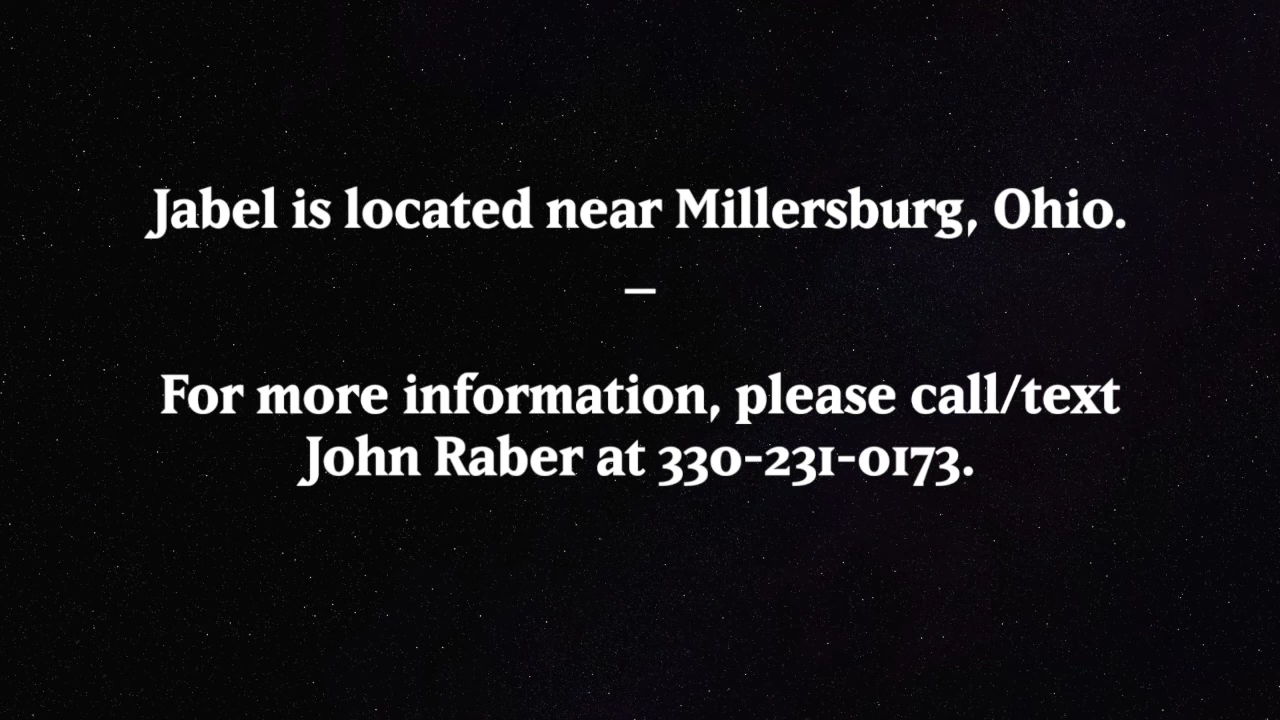 Jabel is located near Millersburg, Ohio.
–
For more information, please call/text
John Raber at 330-231-0173.